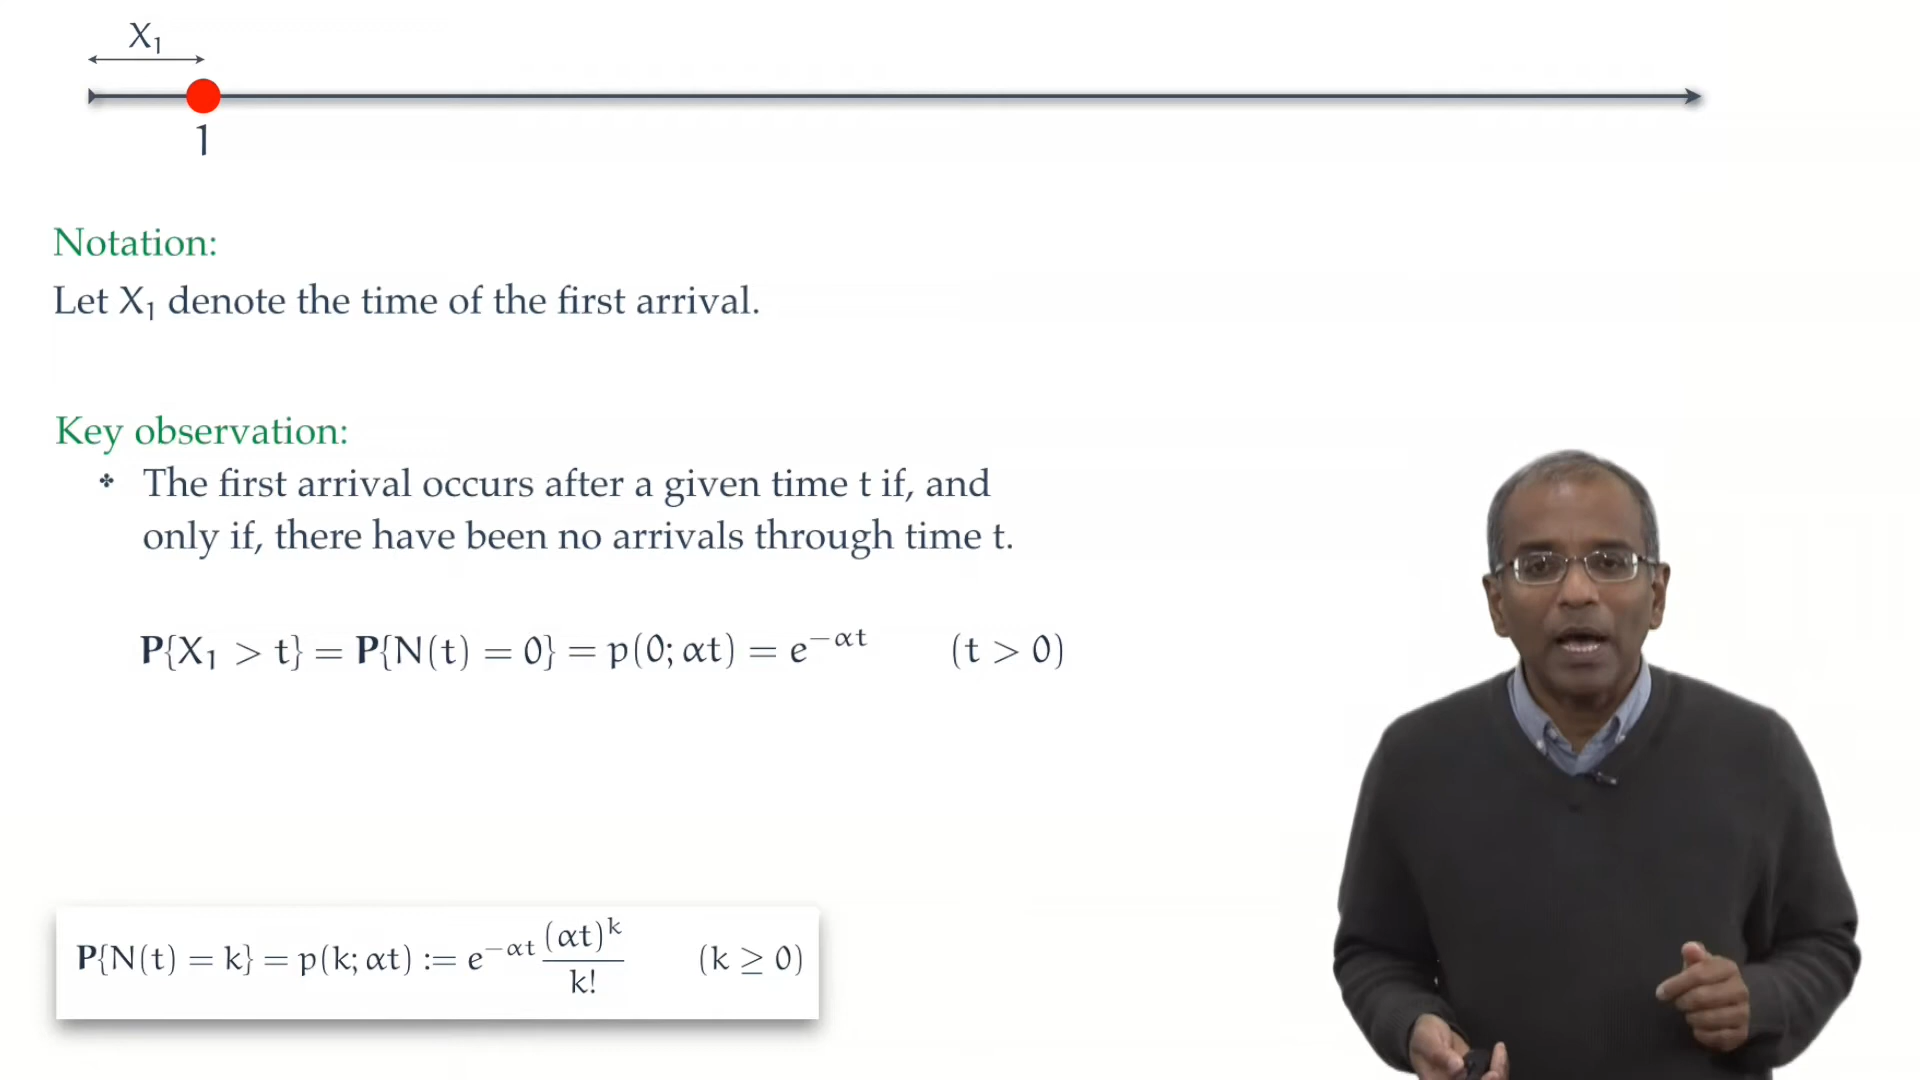 X₁
1
Notation:
Let X₁ denote the time of the first arrival.
Key observation:
The first arrival occurs after a given time t if, and
only if, there have been no arrivals through time t.
P{X₁ > t} = P{N(t) = 0} = p(0; αt) = e^{−αt} (t > 0)
P{N(t) = k} = p(k; αt) := e^{−αt} (αt)^k / k! (k ≥ 0)